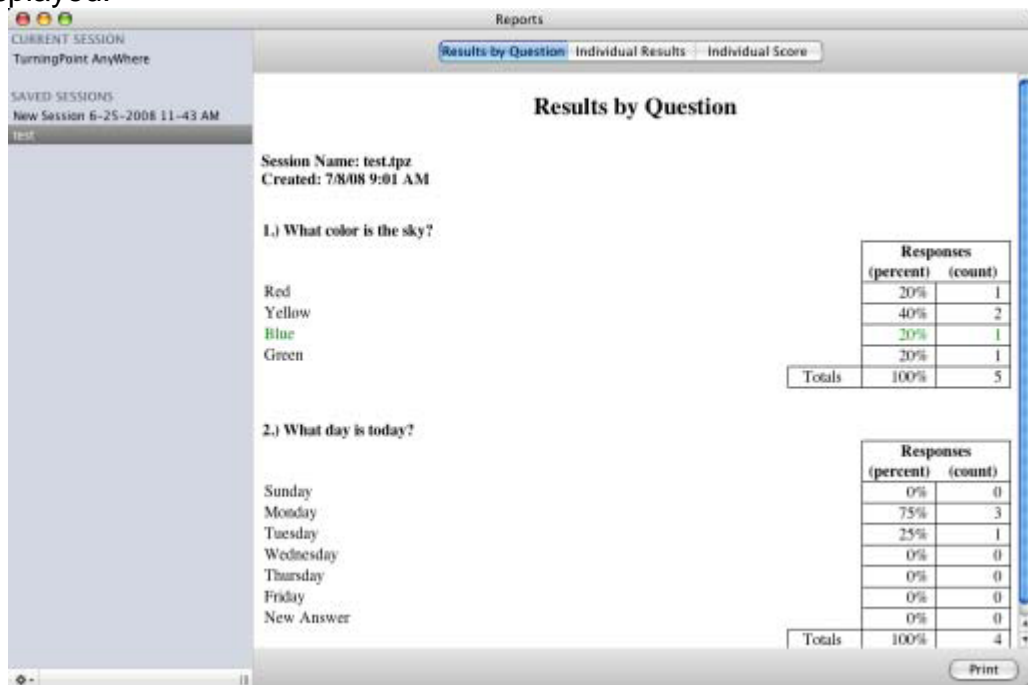 Reports
CURRENT SESSION
TurningPoint AnyWhere
SAVED SESSIONS
New Session 6-25-2008 11-43 AM
test
Results by Question Individual Results Individual Score
Results by Question
Session Name: test.tpz
Created: 7/8/08 9:01 AM
1.) What color is the sky?
Responses
(percent) (count)
Red 20% 1
Yellow 40% 2
Blue 20% 1
Green 20% 1
Totals 100% 5
2.) What day is today?
Responses
(percent) (count)
Sunday 0% 0
Monday 75% 3
Tuesday 25% 1
Wednesday 0% 0
Thursday 0% 0
Friday 0% 0
New Answer 0% 0
Totals 100% 4
Print